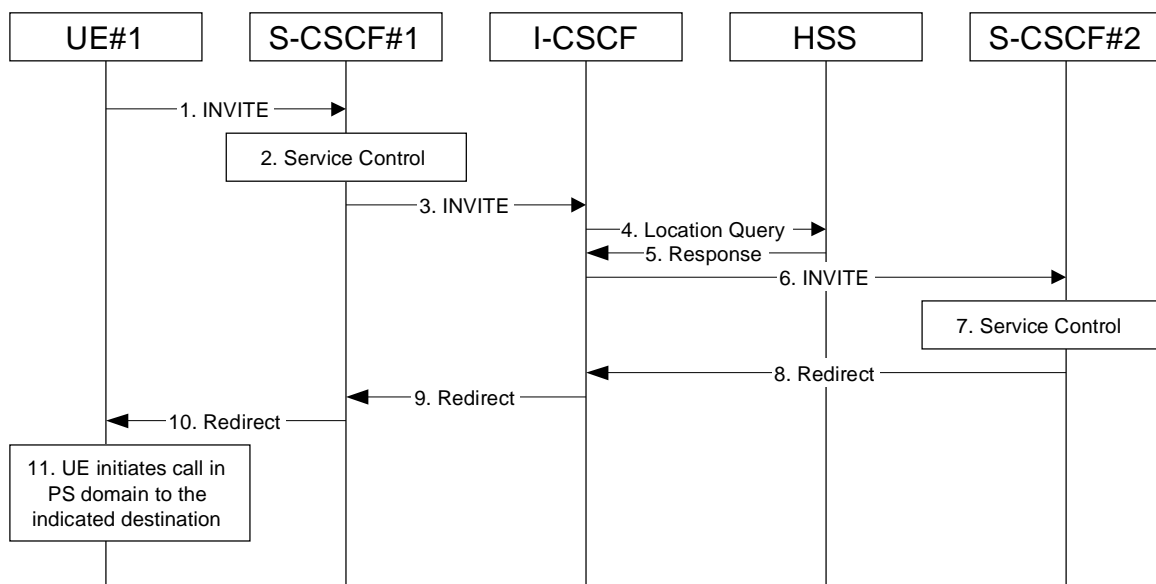 UE#1
S-CSCF#1
I-CSCF
HSS
S-CSCF#2
1. INVITE
2. Service Control
3. INVITE
4. Location Query
5. Response
6. INVITE
7. Service Control
8. Redirect
9. Redirect
10. Redirect
11. UE initiates call in
PS domain to the
indicated destination